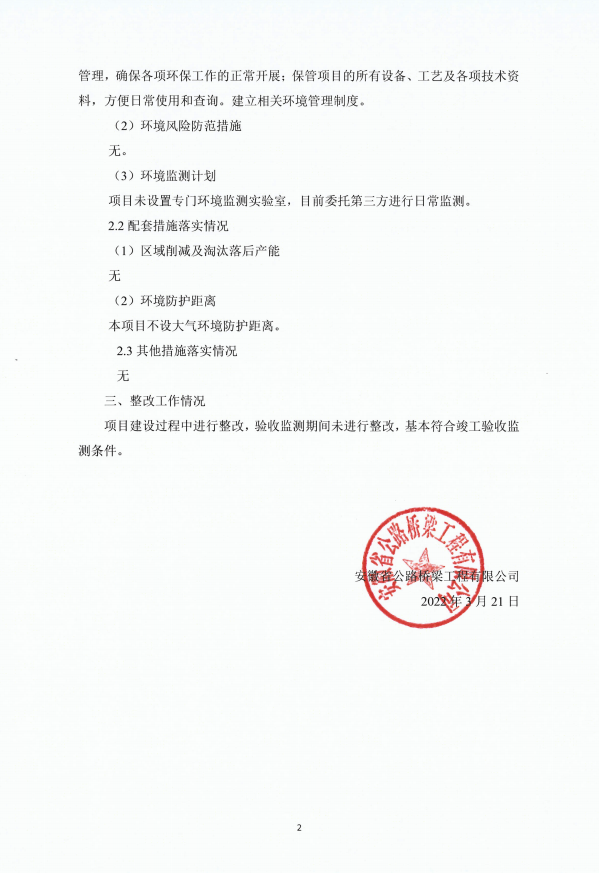 管理，确保各项环保工作的正常开展；保管项目的所有设备、工艺及各项技术资
料，方便日常使用和查询。建立相关环境管理制度。
（2）环境风险防范措施
无。
（3）环境监测计划
项目未设置专门环境监测实验室，目前委托第三方进行日常监测。
2.2 配套措施落实情况
（1）区域削减及淘汰落后产能
无
（2）环境防护距离
本项目不设大气环境防护距离。
2.3 其他措施落实情况
无
三、整改工作情况
项目建设过程中进行整改，验收监测期间未进行整改，基本符合竣工验收监
测条件。
安徽省公路桥梁工程有限公司
安徽省公路桥梁工程有限公司
2022 年 3 月 21 日
2